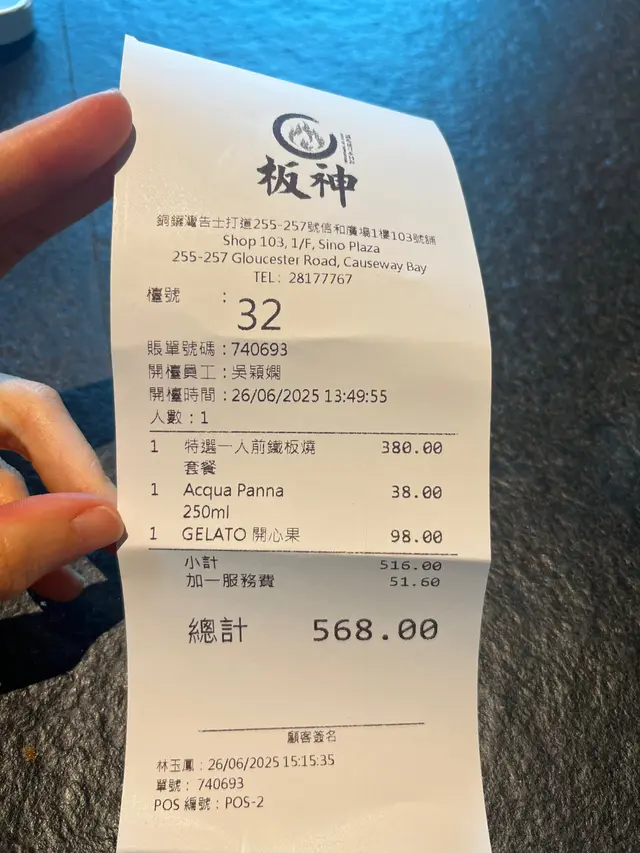 板神
銅鑼灣告士打道255-257號信和廣場1樓103號舖
Shop 103, 1/F, Sino Plaza
255-257 Gloucester Road, Causeway Bay
TEL: 28177767
檯號 :
32
賬單號碼 : 740693
開檯員工 : 吳穎嫻
開檯時間 : 26/06/2025 13:49:55
人數 : 1
1 特選一人前鐵板燒 380.00
套餐
1 Acqua Panna 38.00
250ml
1 GELATO 開心果 98.00
小計 516.00
加一服務費 51.60
總計 568.00
顧客簽名
林玉鳳 : 26/06/2025 15:15:35
單號 : 740693
POS 編號 : POS-2